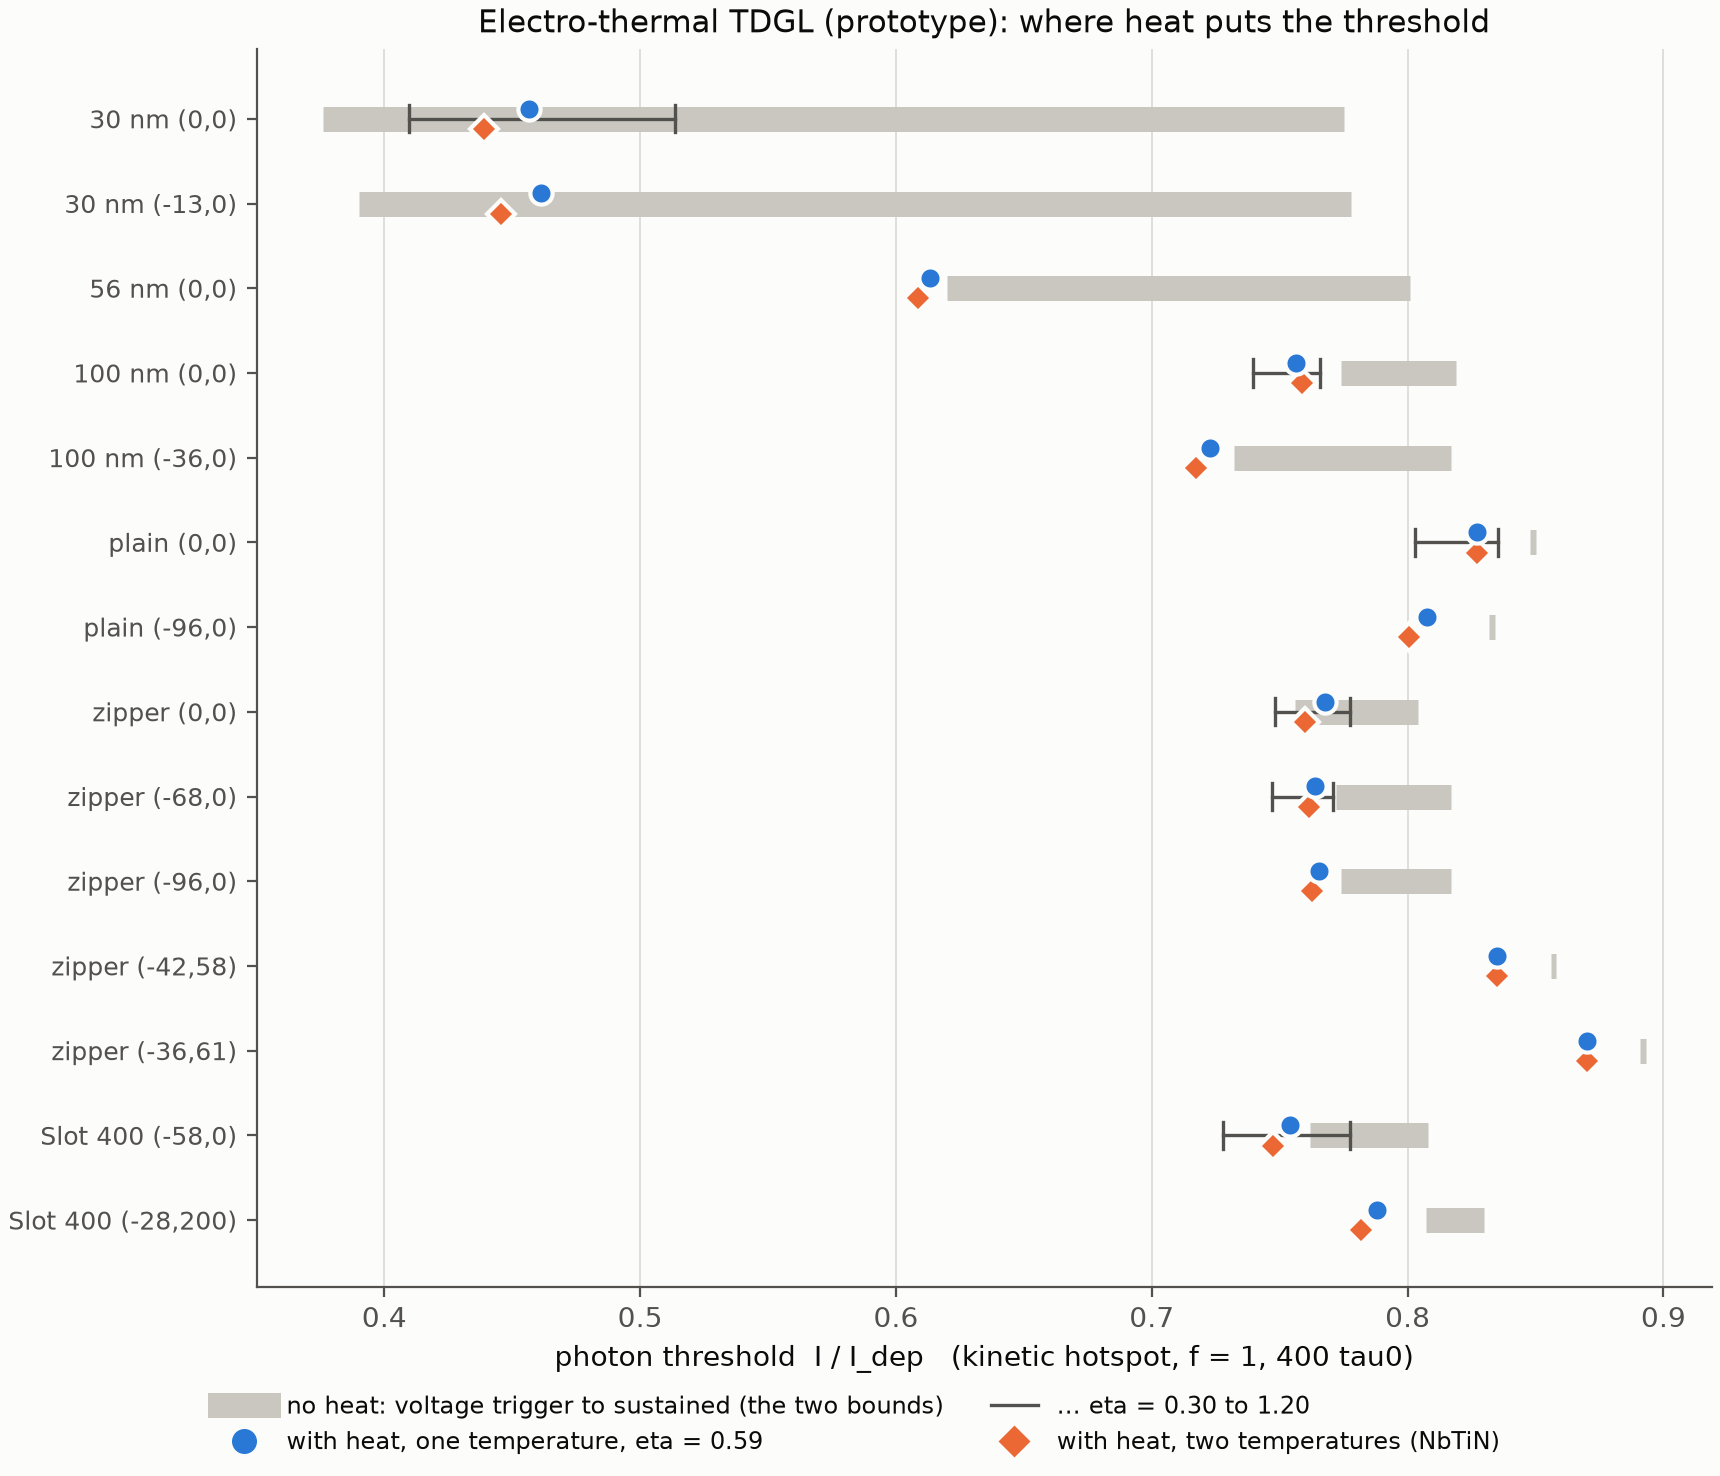 Electro-thermal TDGL (prototype): where heat puts the threshold
30 nm (0,0)
30 nm (-13,0)
56 nm (0,0)
100 nm (0,0)
100 nm (-36,0)
plain (0,0)
plain (-96,0)
zipper (0,0)
zipper (-68,0)
zipper (-96,0)
zipper (-42,58)
zipper (-36,61)
Slot 400 (-58,0)
Slot 400 (-28,200)
0.4 0.5 0.6 0.7 0.8 0.9
photon threshold I / I_dep (kinetic hotspot, f = 1, 400 tau0)
no heat: voltage trigger to sustained (the two bounds)
with heat, one temperature, eta = 0.59
... eta = 0.30 to 1.20
with heat, two temperatures (NbTiN)